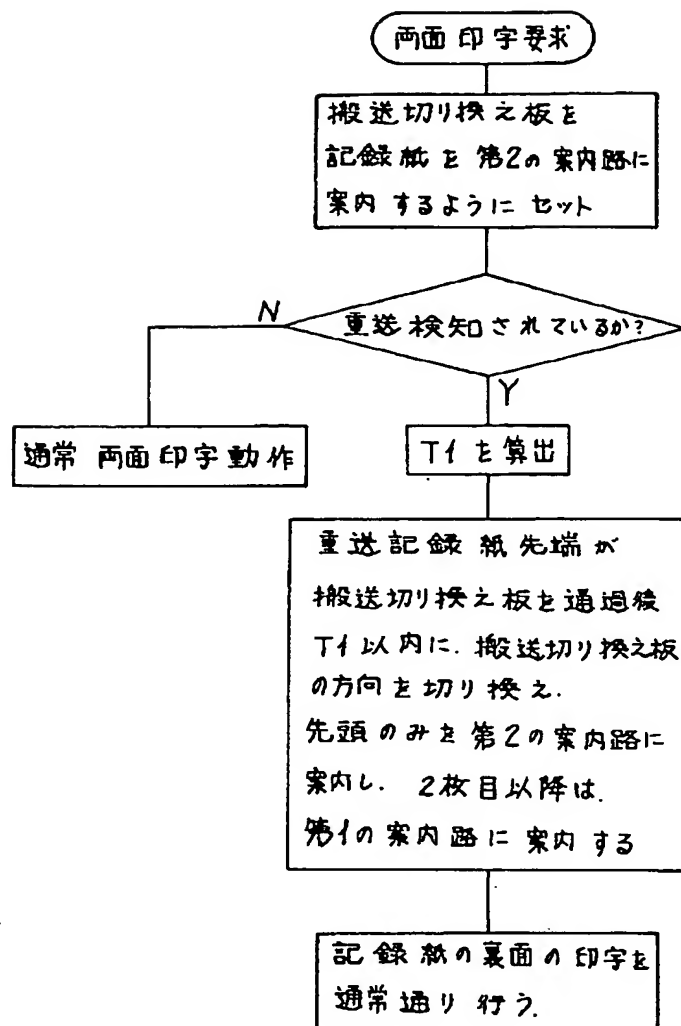 両面印字要求
搬送切り換え板を
記録紙を第2の案内路に
案内するようにセット
重送検知されているか?
N
Y
通常 両面印字動作
T1を算出
重送記録紙先端が
搬送切り換え板を通過後
T1以内に.搬送切り換え板
の方向を切り換え.
先頭のみを第2の案内路に
案内し. 2枚目以降は.
第1の案内路に案内する
記録紙の裏面の印字を
通常通り行う.